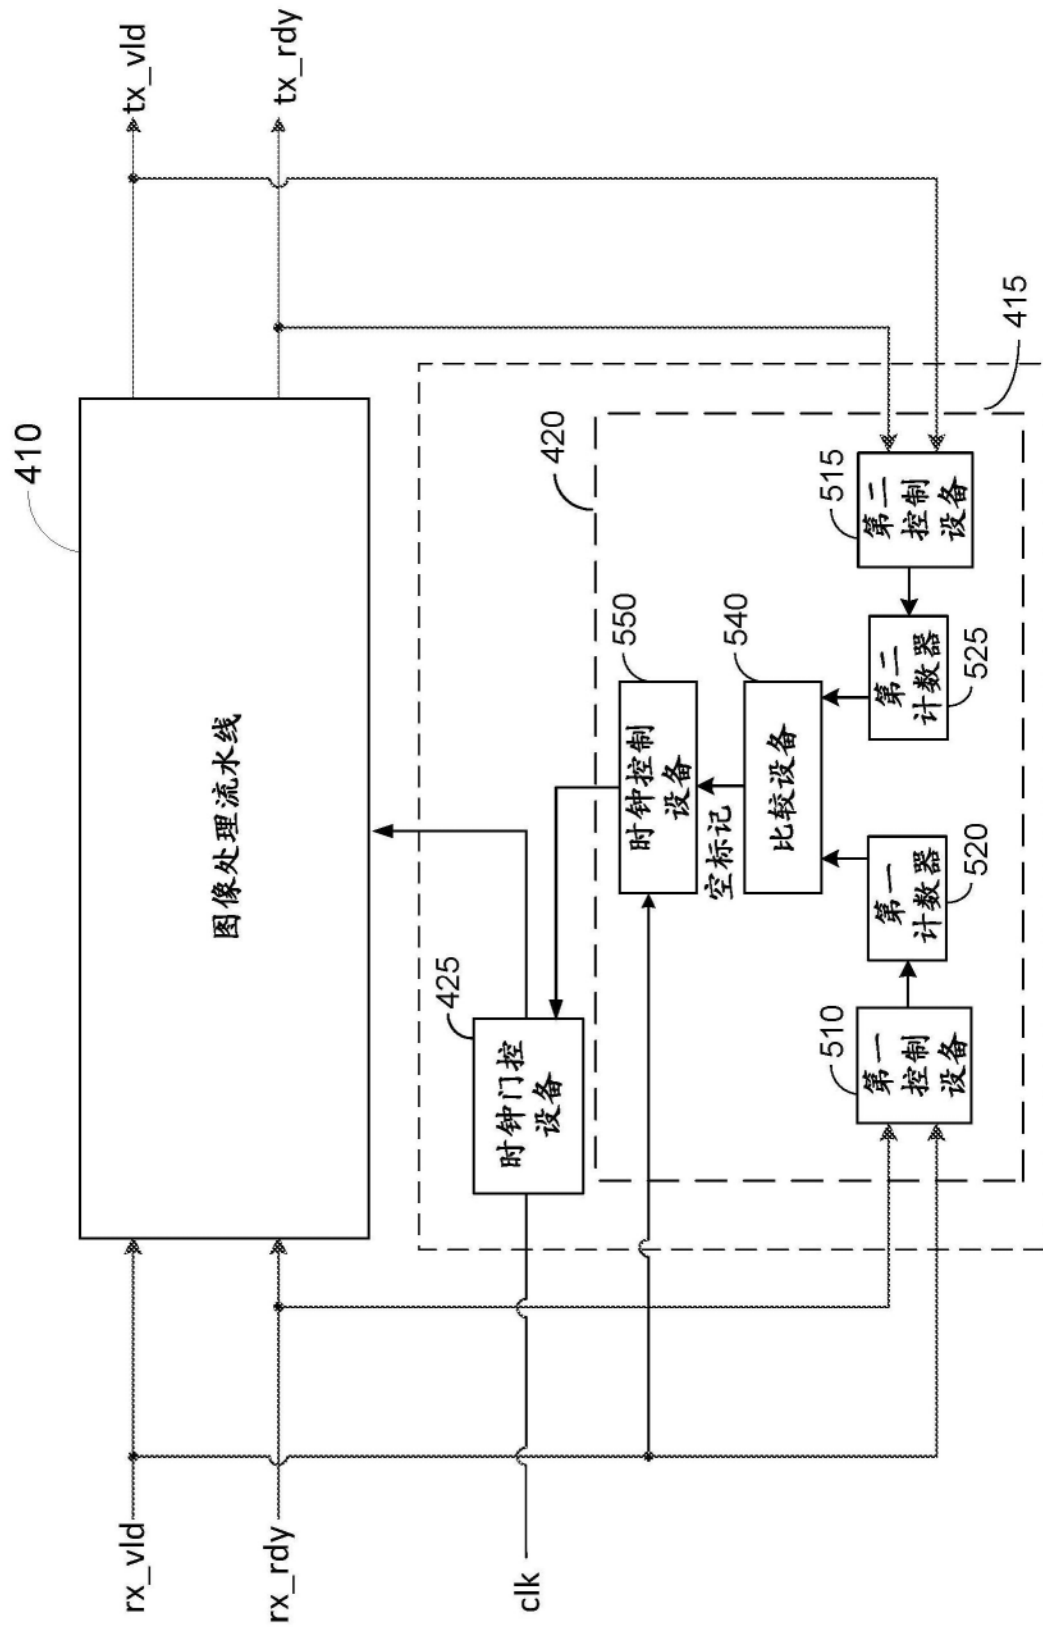 rx_vld
rx_rdy
clk
410
图像处理流水线
tx_vld
tx_rdy
425
时钟门控
设备
420
415
550
时钟控制
设备
空标记
540
比较设备
510
第一
控制
设备
520
第一
计数器
525
第二
计数器
515
第二
控制
设备